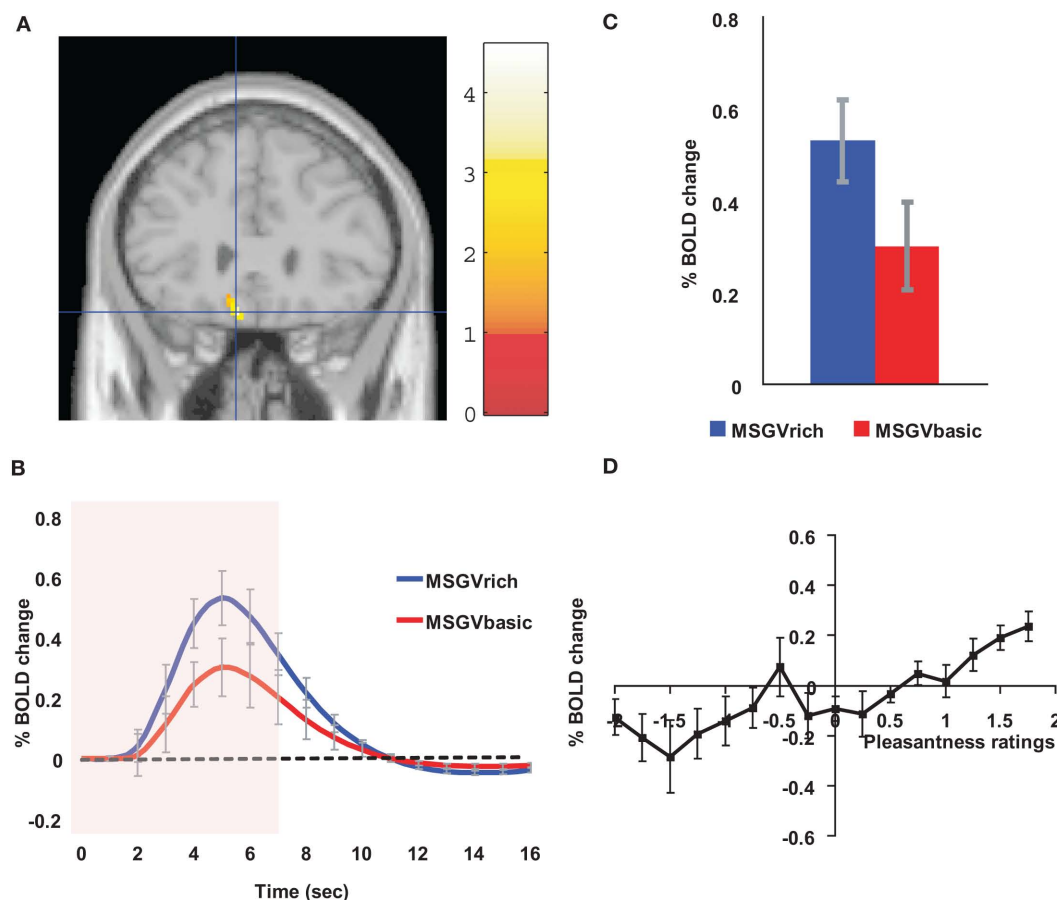 A
4
3
2
1
0
C
% BOLD change
0.8
0.6
0.4
0.2
0
MSGVrich MSGVbasic
B
% BOLD change
0.8
0.6
0.4
0.2
0
-0.2
MSGVrich
MSGVbasic
0 2 4 6 8 10 12 14 16
Time (sec)
D
% BOLD change
0.6
0.4
0.2
0
-0.2
-0.4
-0.6
-1.5 -1 -0.5 0 0.5 1 1.5 2
Pleasantness ratings